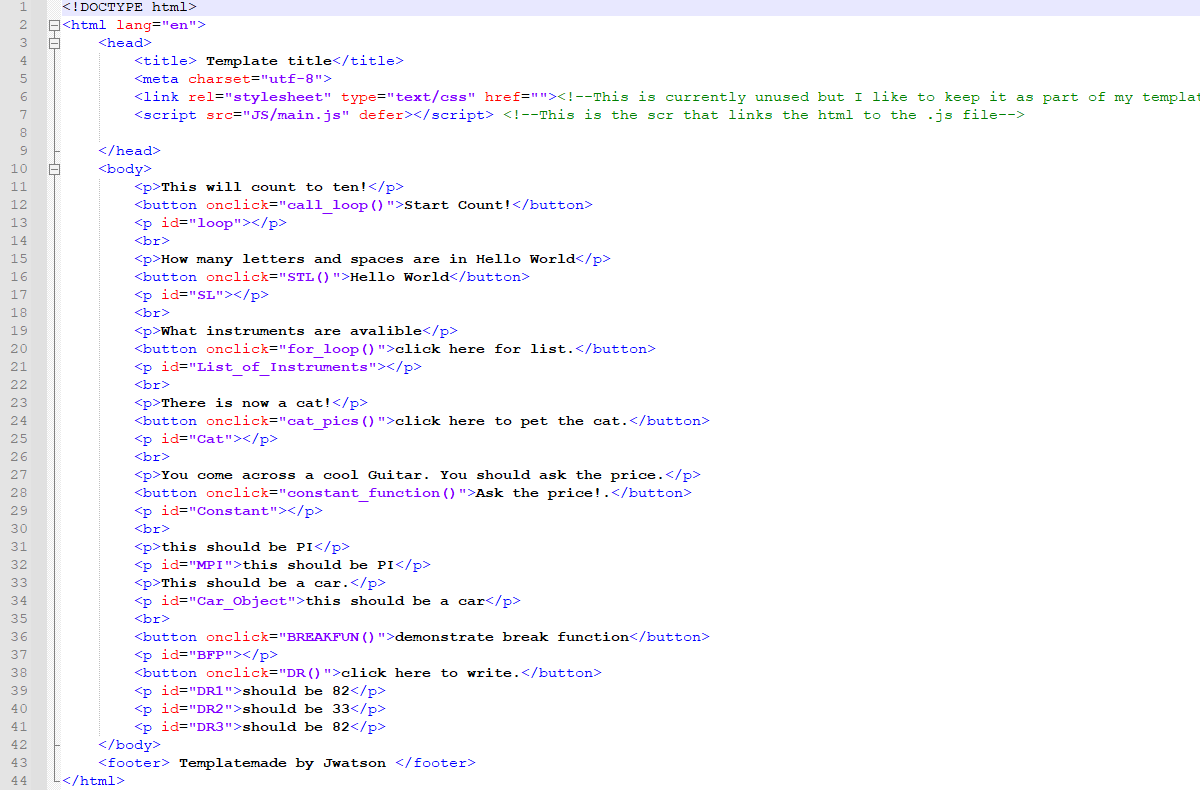 1 <!DOCTYPE html>
2 <html lang="en">
3 <head>
4 <title> Template title</title>
5 <meta charset="utf-8">
6 <link rel="stylesheet" type="text/css" href=""><!--This is currently unused but I like to keep it as part of my templat
7 <script src="JS/main.js" defer></script> <!--This is the scr that links the html to the .js file-->
8
9 </head>
10 <body>
11 <p>This will count to ten!</p>
12 <button onclick="call_loop()">Start Count!</button>
13 <p id="loop"></p>
14 <br>
15 <p>How many letters and spaces are in Hello World</p>
16 <button onclick="STL()">Hello World</button>
17 <p id="SL"></p>
18 <br>
19 <p>What instruments are avalible</p>
20 <button onclick="for_loop()">click here for list.</button>
21 <p id="List_of_Instruments"></p>
22 <br>
23 <p>There is now a cat!</p>
24 <button onclick="cat_pics()">click here to pet the cat.</button>
25 <p id="Cat"></p>
26 <br>
27 <p>You come across a cool Guitar. You should ask the price.</p>
28 <button onclick="constant_function()">Ask the price!.</button>
29 <p id="Constant"></p>
30 <br>
31 <p>this should be PI</p>
32 <p id="MPI">this should be PI</p>
33 <p>This should be a car.</p>
34 <p id="Car_Object">this should be a car</p>
35 <br>
36 <button onclick="BREAKFUN()">demonstrate break function</button>
37 <p id="BFP"></p>
38 <button onclick="DR()">click here to write.</button>
39 <p id="DR1">should be 82</p>
40 <p id="DR2">should be 33</p>
41 <p id="DR3">should be 82</p>
42 </body>
43 <footer> Templatemade by Jwatson </footer>
44 </html>